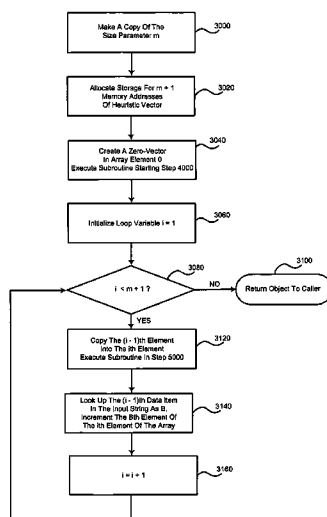 Make A Copy Of The
Size Parameter m
3000
Allocate Storage For m + 1
Memory Addresses
Of Heuristic Vector
3020
Create A Zero-Vector
In Array Element 0
Execute Subroutine Starting Step 4000
3040
Initialize Loop Variable i = 1
3060
i < m + 1 ?
3080
NO
Return Object To Caller
3100
YES
Copy The (i - 1)th Element
Into The ith Element
Execute Subroutine In Step 5000
3120
Look Up The (i - 1)th Data Item
In The Input String As B,
Increment The Bth Element Of
The ith Element Of The Array
3140
i = i + 1
3160